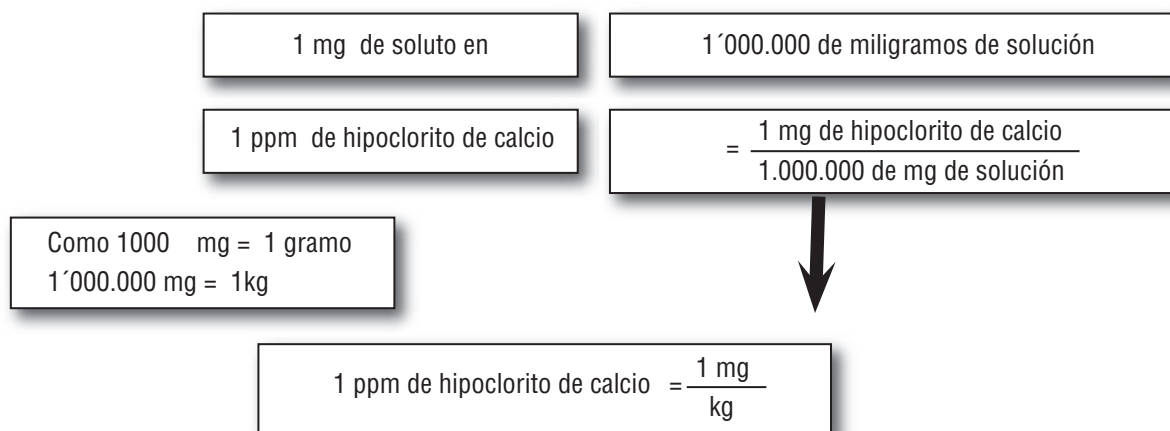 1 mg de soluto en
1´000.000 de miligramos de solución
1 ppm de hipoclorito de calcio
= 1 mg de hipoclorito de calcio
1.000.000 de mg de solución
Como 1000 mg = 1 gramo
1´000.000 mg = 1kg
1 ppm de hipoclorito de calcio = 1 mg
kg